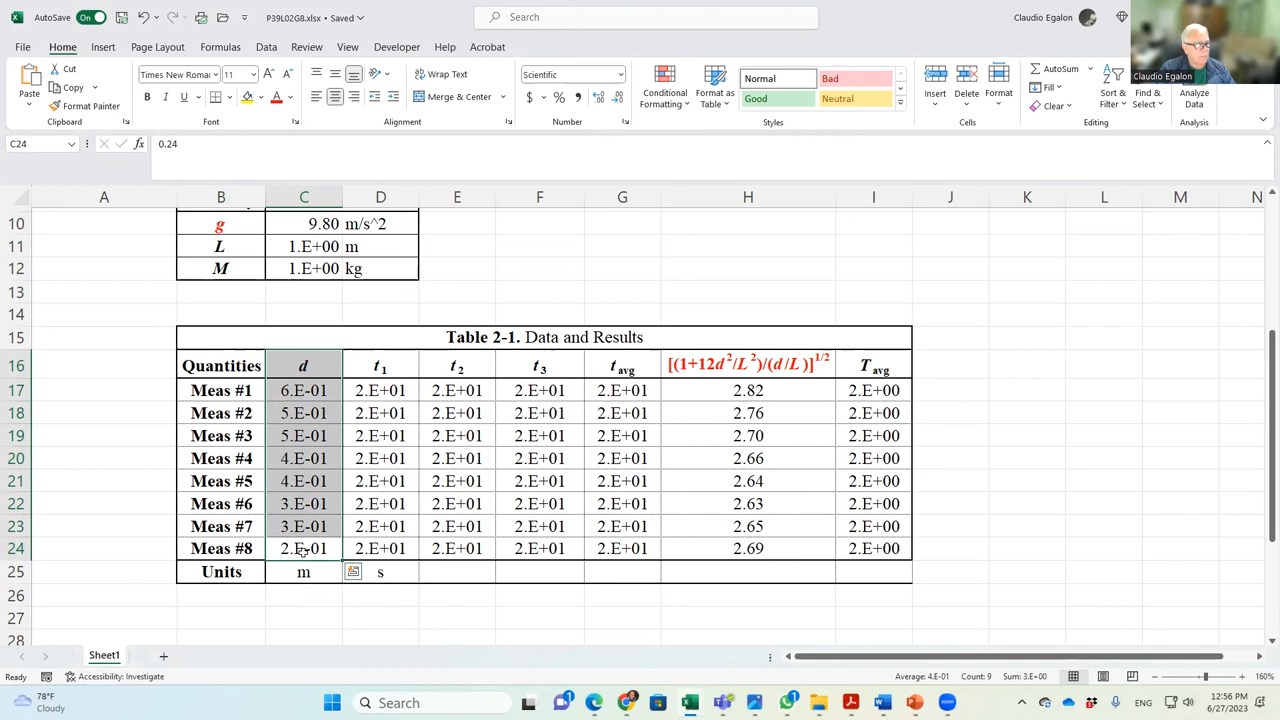 AutoSave On P39L02G8.xlsx • Saved Search Claudio Egalon
File Home Insert Page Layout Formulas Data Review View Developer Help Acrobat
Claudio Egalon
Paste Cut Copy Format Painter Clipboard
Times New Roma 11 B I U Font
Wrap Text Merge & Center Alignment
Scientific $ % Number
Conditional Formatting Format as Table
Normal Bad Good Neutral Styles
Insert Delete Format Cells
AutoSum Fill Clear Sort & Filter Find & Select Editing
Analyze Data Analysis
C24 fx 0.24
A B C D E F G H I J K L M N
10 g 9.80 m/s^2
11 L 1.E+00 m
12 M 1.E+00 kg
13
14
15 Table 2-1. Data and Results
16 Quantities d t1 t2 t3 tavg [(1+12d²/L²)/(d/L)]1/2 Tavg
17 Meas #1 6.E-01 2.E+01 2.E+01 2.E+01 2.E+01 2.82 2.E+00
18 Meas #2 5.E-01 2.E+01 2.E+01 2.E+01 2.E+01 2.76 2.E+00
19 Meas #3 5.E-01 2.E+01 2.E+01 2.E+01 2.E+01 2.70 2.E+00
20 Meas #4 4.E-01 2.E+01 2.E+01 2.E+01 2.E+01 2.66 2.E+00
21 Meas #5 4.E-01 2.E+01 2.E+01 2.E+01 2.E+01 2.64 2.E+00
22 Meas #6 3.E-01 2.E+01 2.E+01 2.E+01 2.E+01 2.63 2.E+00
23 Meas #7 3.E-01 2.E+01 2.E+01 2.E+01 2.E+01 2.65 2.E+00
24 Meas #8 2.E-01 2.E+01 2.E+01 2.E+01 2.E+01 2.69 2.E+00
25 Units m s
26
27
28
Sheet1
Ready Accessibility: Investigate Average: 4.E-01 Count: 9 Sum: 3.E+00 160%
78°F Cloudy Search ENG 12:56 PM 6/27/2023